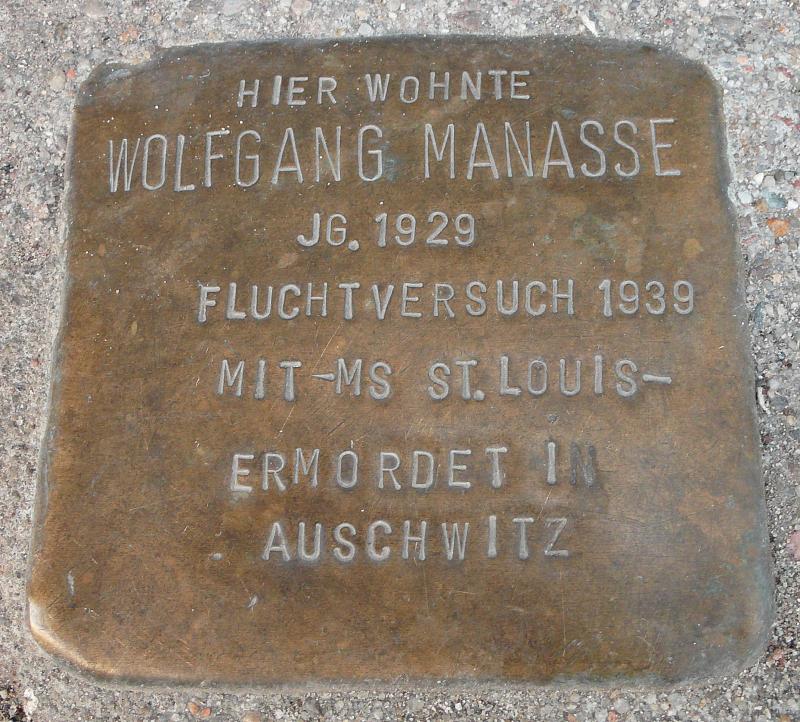 HIER WOHNTE
WOLFGANG MANASSE
JG. 1929
FLUCHTVERSUCH 1939
MIT -MS ST. LOUIS-
ERMORDET IN
AUSCHWITZ